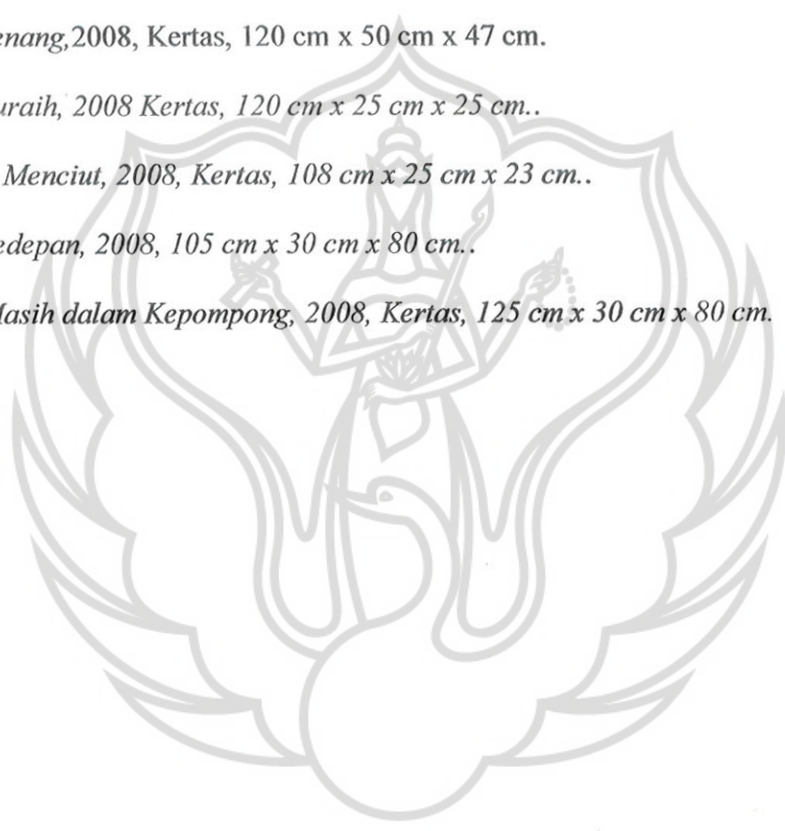 enang,2008, Kertas, 120 cm x 50 cm x 47 cm.
uraih, 2008 Kertas, 120 cm x 25 cm x 25 cm..
Menciut, 2008, Kertas, 108 cm x 25 cm x 23 cm..
edepan, 2008, 105 cm x 30 cm x 80 cm..
asih dalam Kepompong, 2008, Kertas, 125 cm x 30 cm x 80 cm.